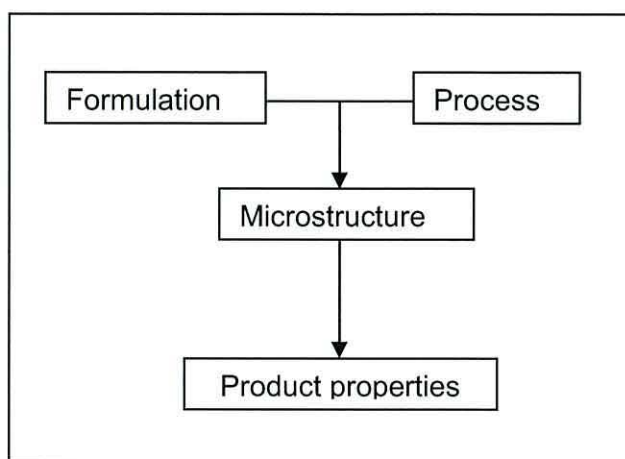 Formulation
Process
Microstructure
Product properties